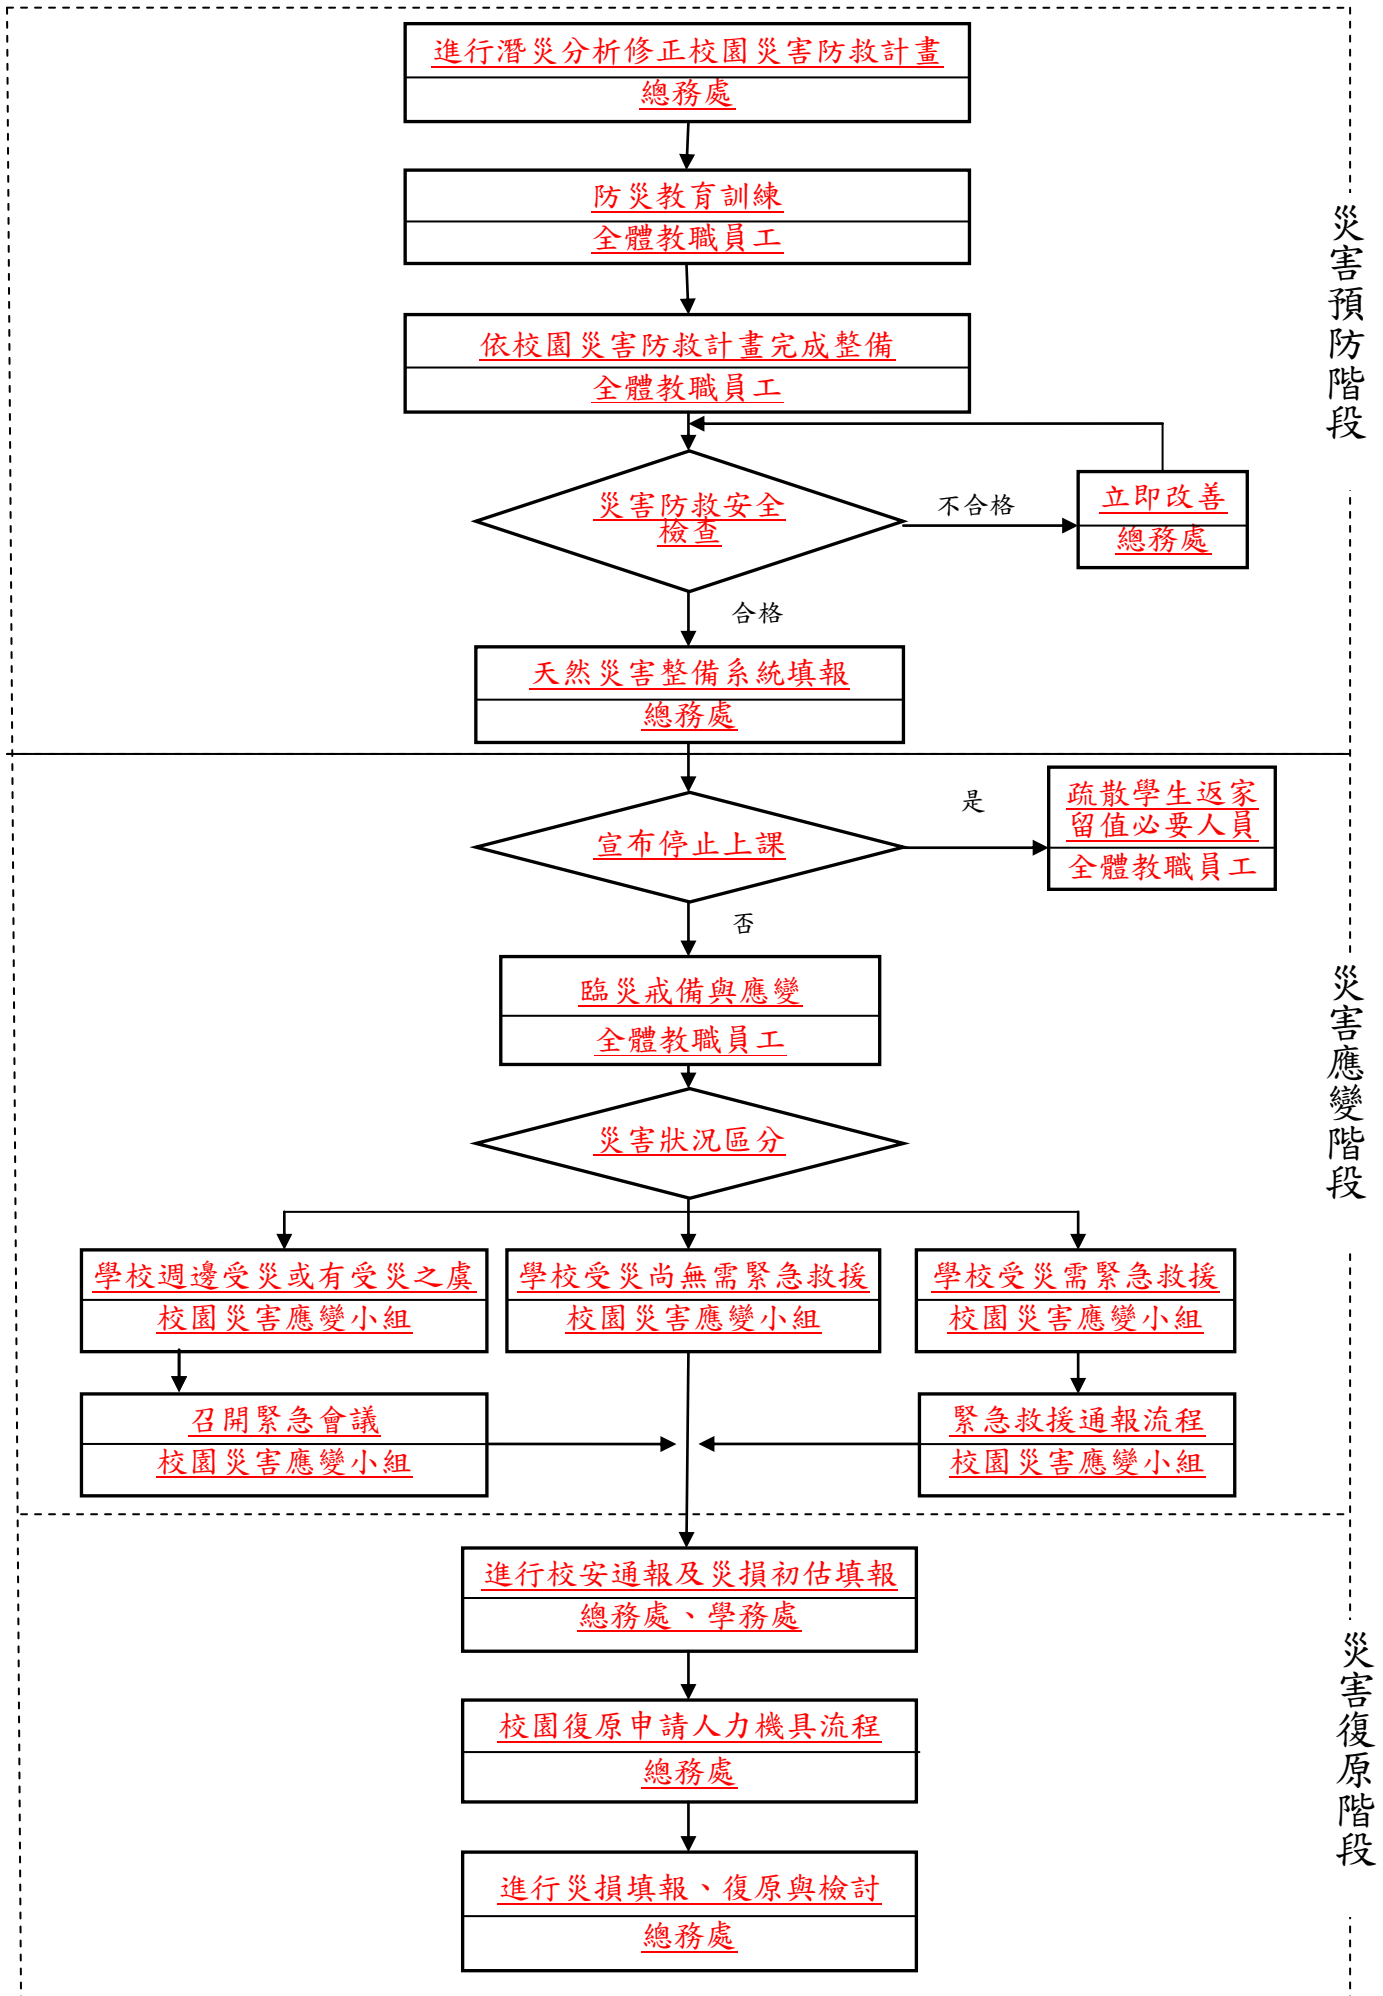 進行潛災分析修正校園災害防救計畫
總務處
防災教育訓練
全體教職員工
依校園災害防救計畫完成整備
全體教職員工
災害防救安全
檢查
不合格
立即改善
總務處
合格
天然災害整備系統填報
總務處
災害預防階段
宣布停止上課
是
疏散學生返家
留值必要人員
全體教職員工
否
臨災戒備與應變
全體教職員工
災害狀況區分
學校週邊受災或有受災之虞
校園災害應變小組
學校受災尚無需緊急救援
校園災害應變小組
學校受災需緊急救援
校園災害應變小組
召開緊急會議
校園災害應變小組
緊急救援通報流程
校園災害應變小組
災害應變階段
進行校安通報及災損初估填報
總務處、學務處
校園復原申請人力機具流程
總務處
進行災損填報、復原與檢討
總務處
災害復原階段